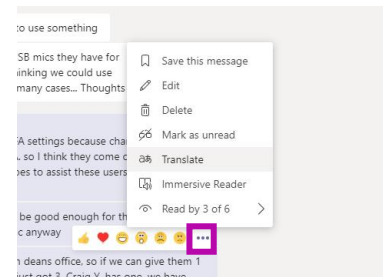 to use something
SB mics they have for
inking we could use
many cases... Thoughts
Save this message
Edit
Delete
Mark as unread
Translate
Immersive Reader
Read by 3 of 6
A settings because cha
. so I think they come o
pes to assist these users
be good enough for th
c anyway
n deans office, so if we can give them 1
just got 3. Craig Y. has one, we have